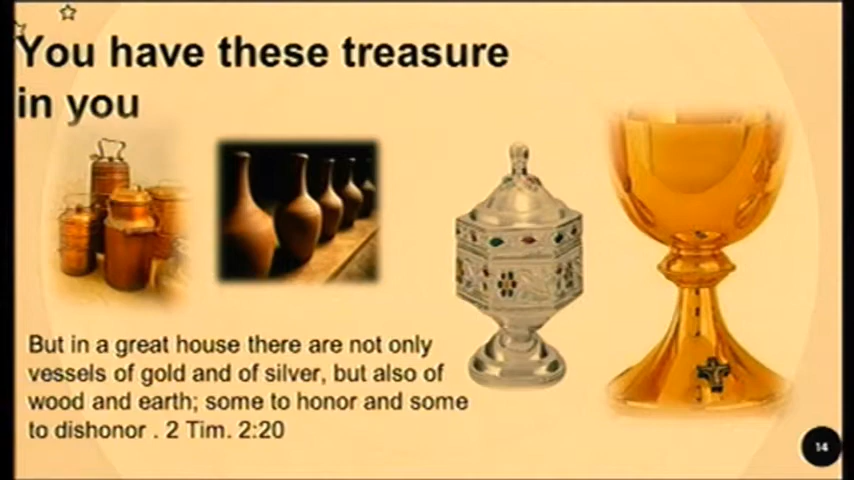 You have these treasure
in you
But in a great house there are not only
vessels of gold and of silver, but also of
wood and earth; some to honor and some
to dishonor . 2 Tim. 2:20
14